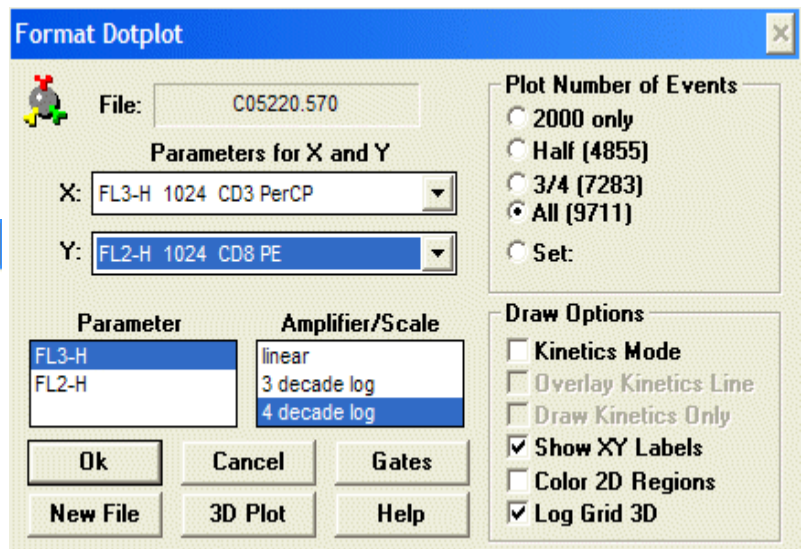 Format Dotplot
File: C05220.570
Parameters for X and Y
X: FL3-H 1024 CD3 PerCP
Y: FL2-H 1024 CD8 PE
Parameter
FL3-H
FL2-H
Amplifier/Scale
linear
3 decade log
4 decade log
Ok
Cancel
Gates
New File
3D Plot
Help
Plot Number of Events
2000 only
Half (4855)
3/4 (7283)
All (9711)
Set:
Draw Options
Kinetics Mode
Overlay Kinetics Line
Draw Kinetics Only
Show XY Labels
Color 2D Regions
Log Grid 3D